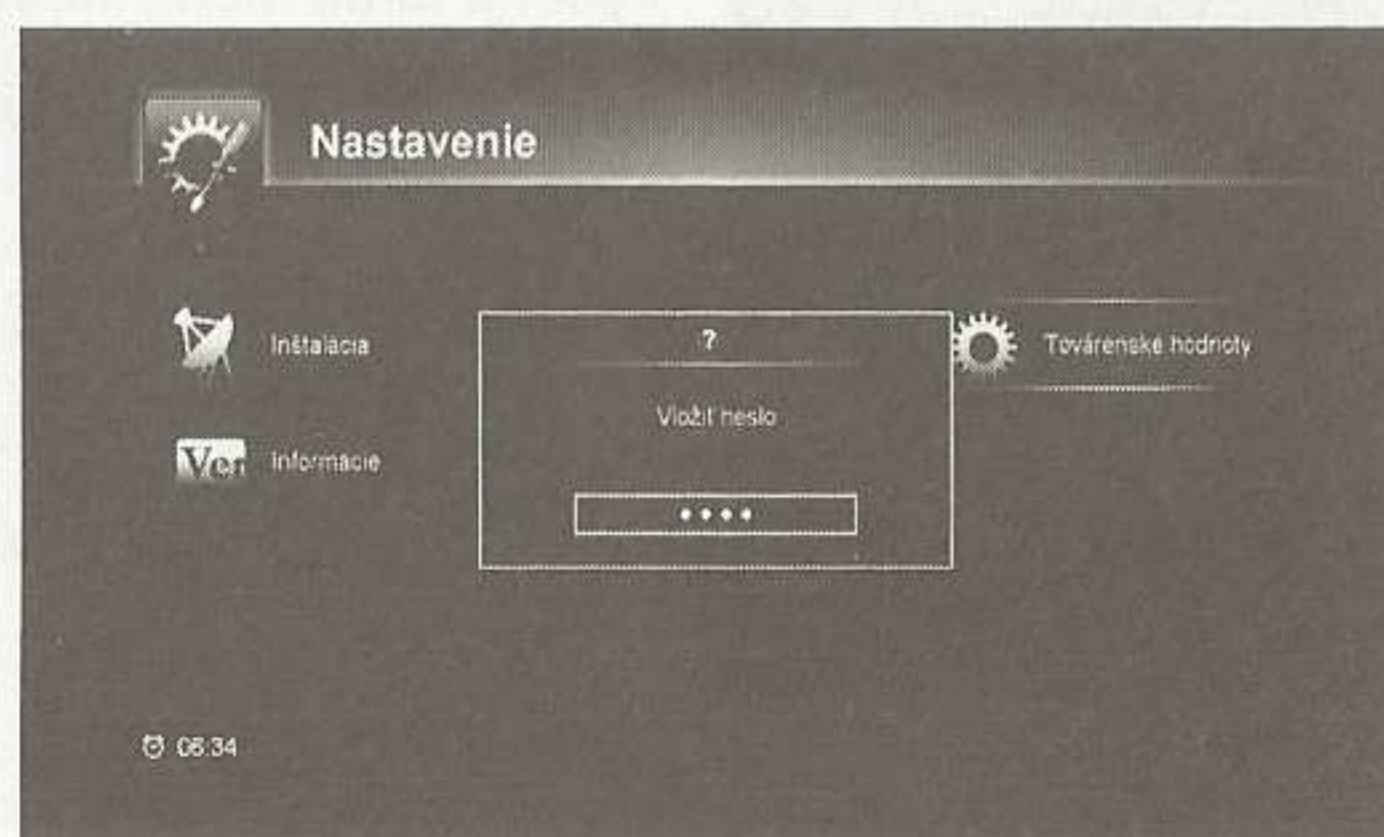 Nastavenie
Inštalácia
?
Továrenské hodnoty
Vložiť heslo
Ver
Informácie
••••
06:34